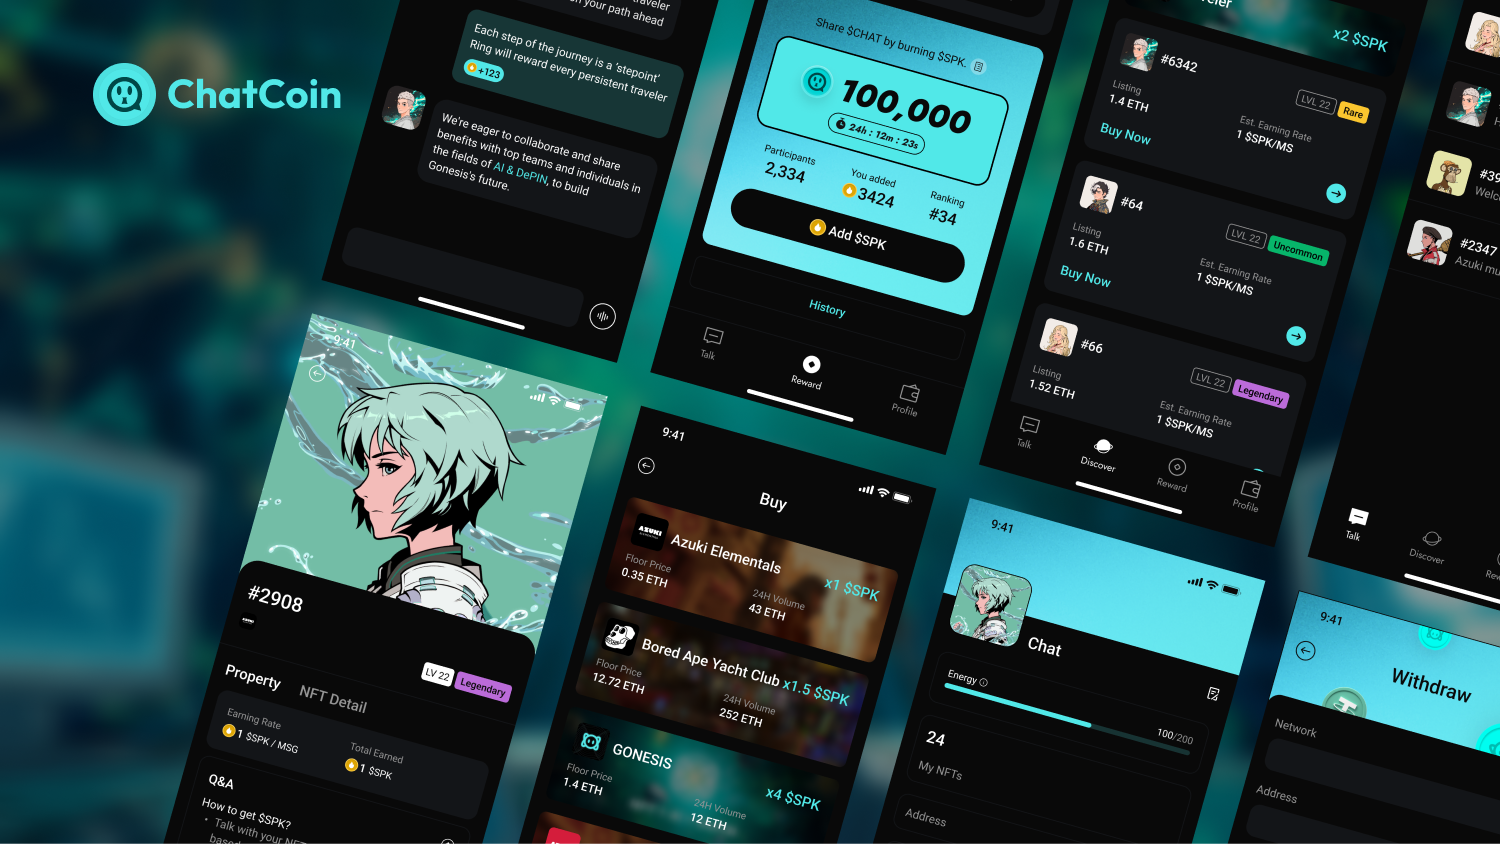 ChatCoin
traveler
n your path ahead
Each step of the journey is a 'stepoint'
Ring will reward every persistent traveler
+123
We're eager to collaborate and share
benefits with top teams and individuals in
the fields of AI & DePIN, to build
Gonesis's future.
Share $CHAT by burning $SPK.
100,000
24h : 12m : 23s
Participants
2,334
You added
3424
Ranking
#34
Add $SPK
History
Talk
Reward
Profile
x2 $SPK
#6342
LVL 22
Rare
Listing
1.4 ETH
Est. Earning Rate
1 $SPK/MS
Buy Now
#64
LVL 22
Uncommon
Listing
1.6 ETH
Est. Earning Rate
1 $SPK/MS
Buy Now
#66
LVL 22
Legendary
Listing
1.52 ETH
Est. Earning Rate
1 $SPK/MS
Talk
Discover
Reward
Profile
#39
Welc
#2347
Azuki mu
Talk
Discover
Rew
9:41
#2908
LV 22
Legendary
Property
NFT Detail
Earning Rate
1 $SPK / MSG
Total Earned
1 $SPK
Q&A
How to get $SPK?
• Talk with your NF
based
9:41
Buy
AZUKI
Azuki Elementals
x1 $SPK
Floor Price
0.35 ETH
24H Volume
43 ETH
Bored Ape Yacht Club
x1.5 $SPK
Floor Price
12.72 ETH
24H Volume
252 ETH
GONESIS
x4 $SPK
Floor Price
1.4 ETH
24H Volume
12 ETH
9:41
Chat
Energy
100/200
24
My NFTs
Address
9:41
Withdraw
Network
Address